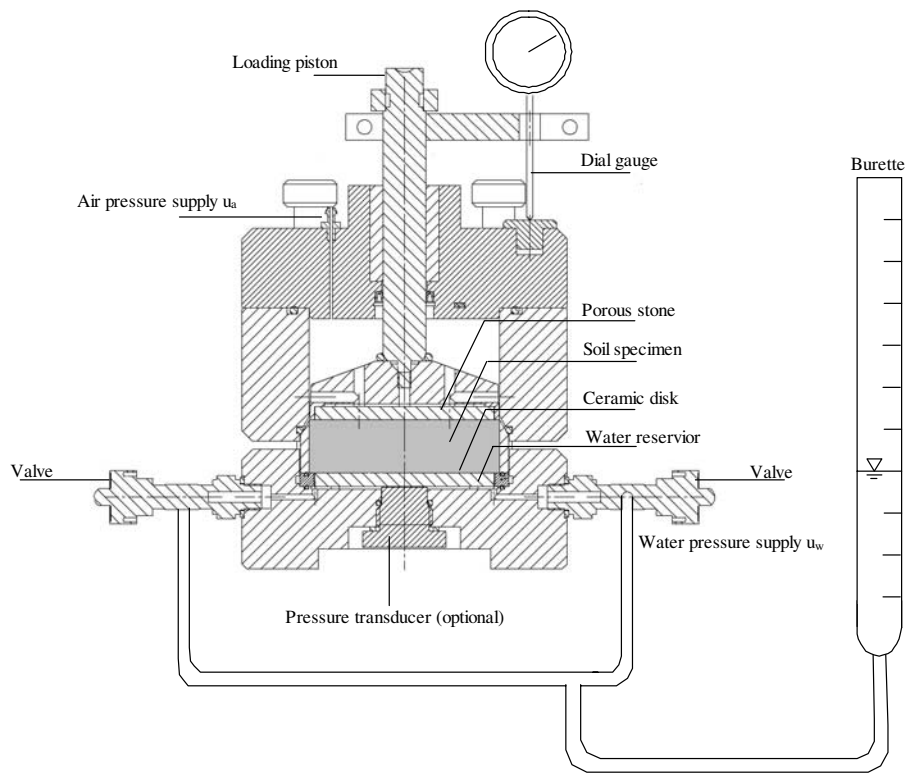 Loading piston
Dial gauge
Burette
Air pressure supply uₐ
Porous stone
Soil specimen
Ceramic disk
Water reservior
Valve
Valve
Water pressure supply u_w
Pressure transducer (optional)